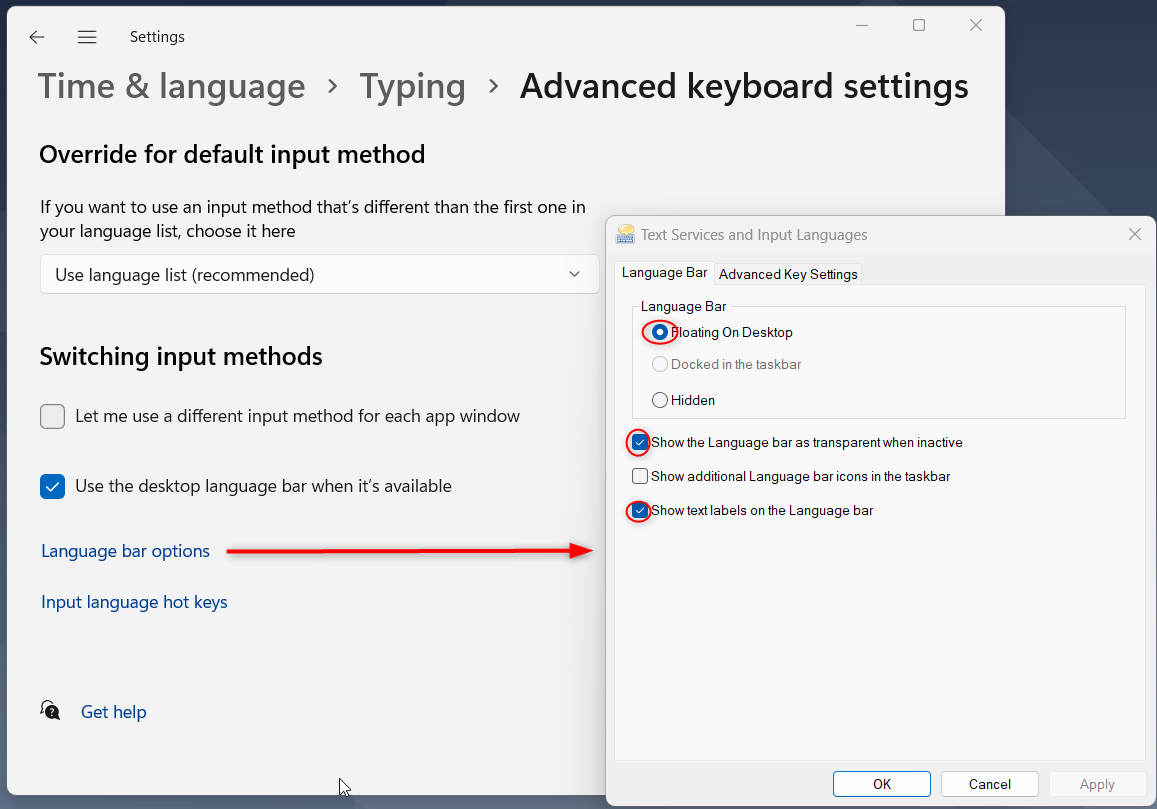 Settings
Time & language > Typing > Advanced keyboard settings
Override for default input method
If you want to use an input method that's different than the first one in
your language list, choose it here
Use language list (recommended)
Switching input methods
Let me use a different input method for each app window
Use the desktop language bar when it's available
Language bar options
Input language hot keys
Get help
Text Services and Input Languages
Language Bar
Advanced Key Settings
Language Bar
Floating On Desktop
Docked in the taskbar
Hidden
Show the Language bar as transparent when inactive
Show additional Language bar icons in the taskbar
Show text labels on the Language bar
OK
Cancel
Apply